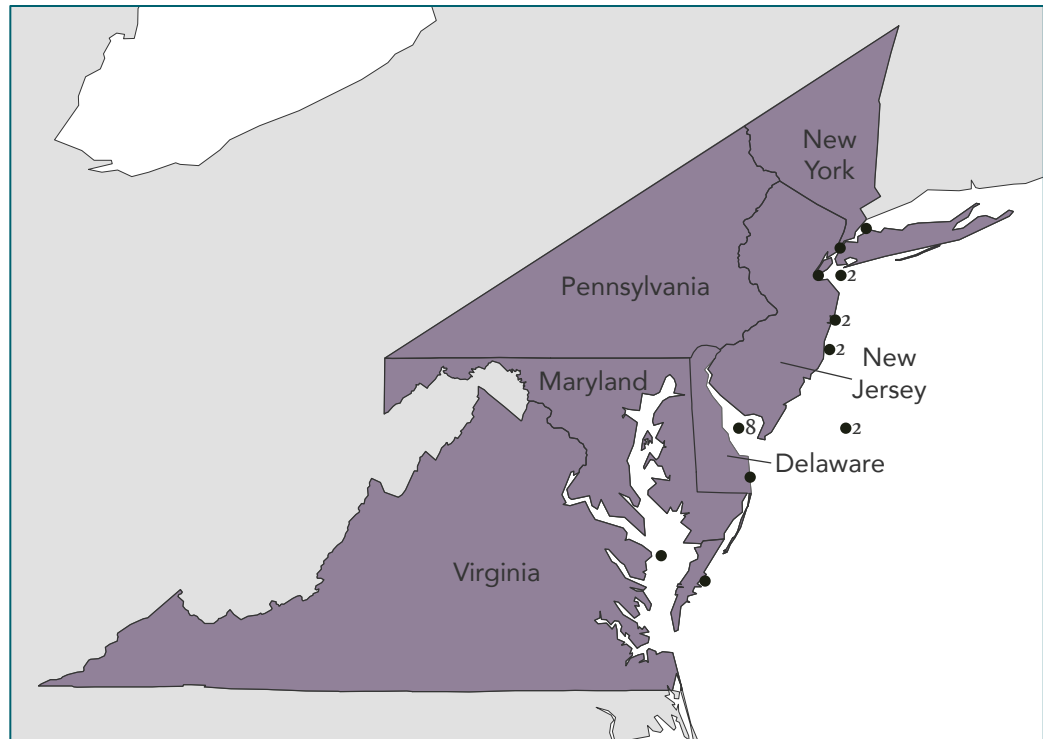 New
York
Pennsylvania
2
2
2
New
Jersey
Maryland
8
2
Delaware
Virginia